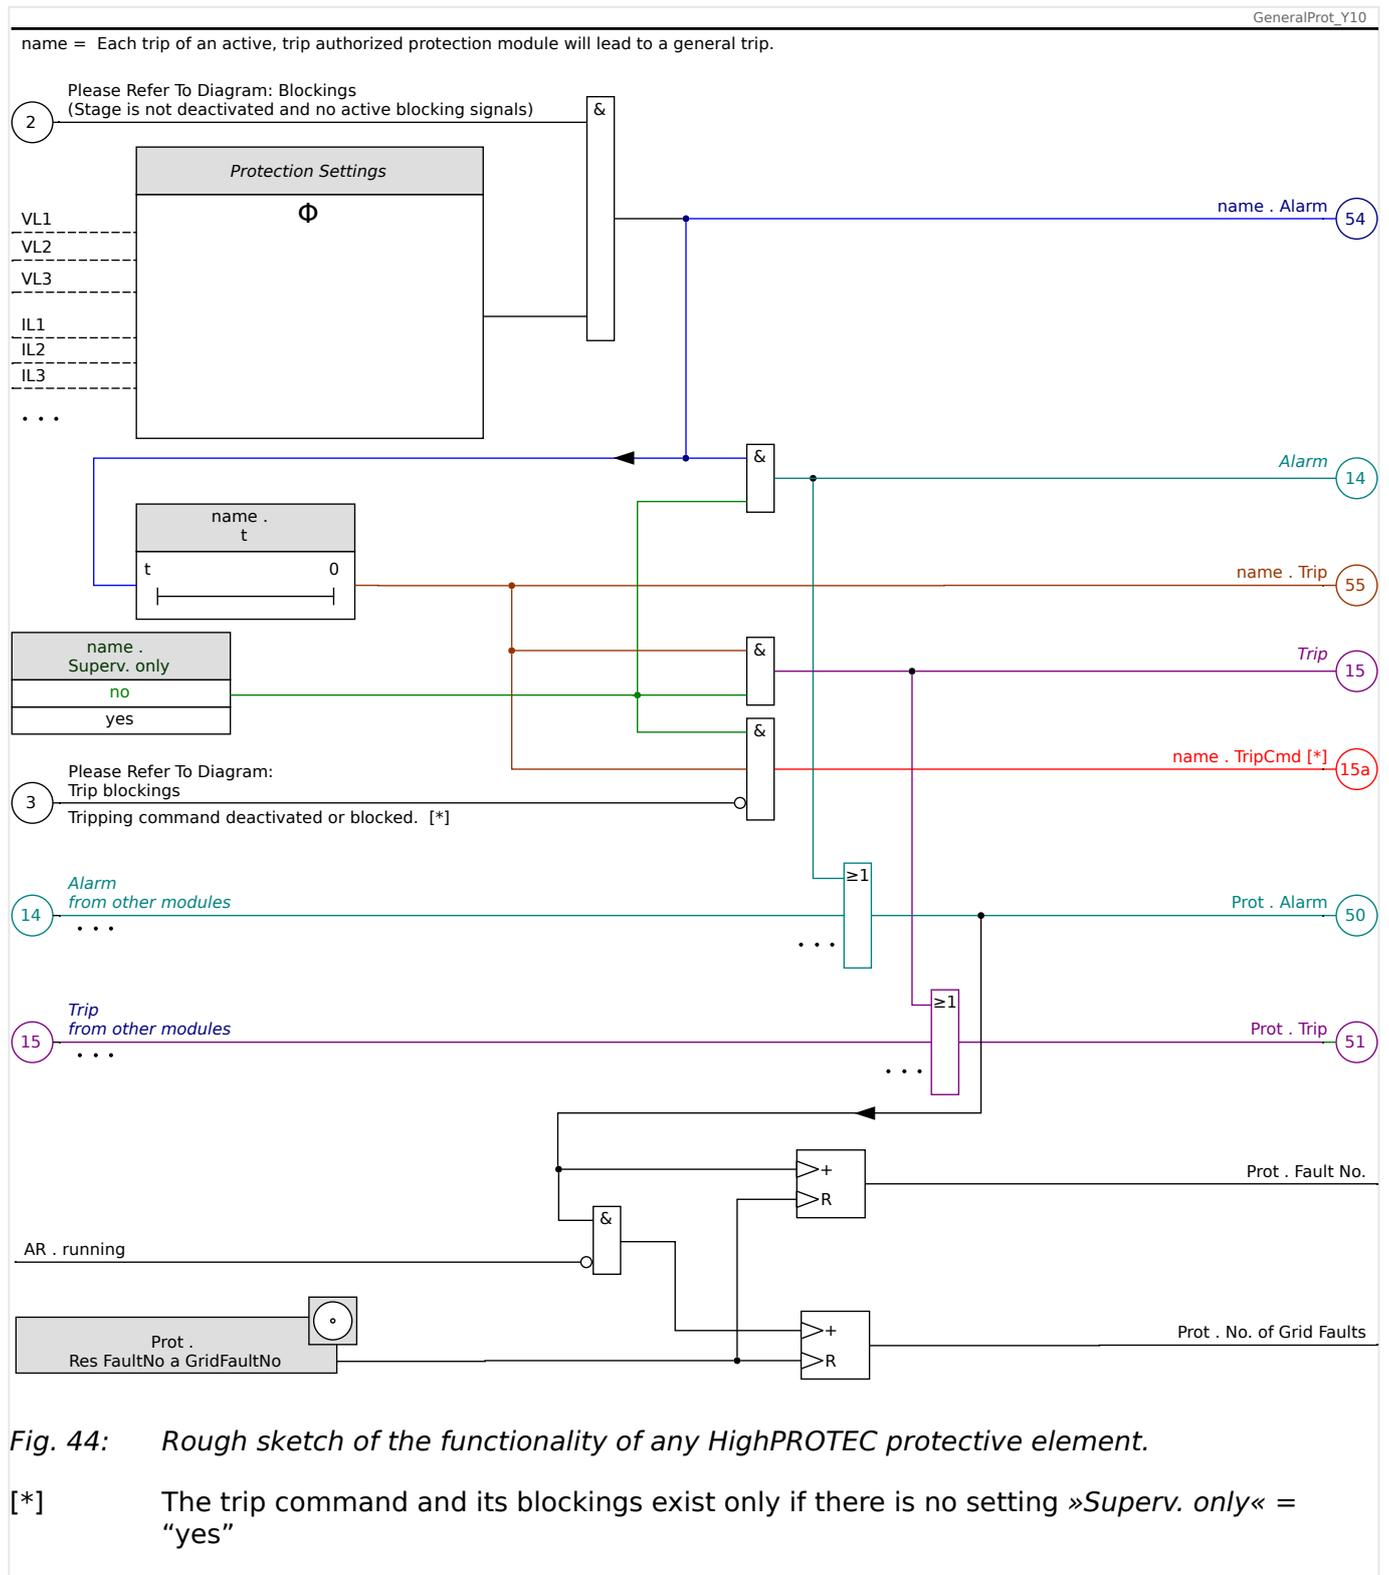 GeneralProt_Y10
name =  Each trip of an active, trip authorized protection module will lead to a general trip.
Please Refer To Diagram: Blockings
(Stage is not deactivated and no active blocking signals)
2
&
Protection Settings
Φ
VL1
VL2
VL3
IL1
IL2
IL3
. . .
name . Alarm
54
&
Alarm
14
name .
t
t 0
name . Trip
55
name .
Superv. only
no
yes
&
Trip
15
&
name . TripCmd [*]
15a
Please Refer To Diagram:
Trip blockings
3
Tripping command deactivated or blocked.  [*]
Alarm
from other modules
14
. . .
≥1
. . .
Prot . Alarm
50
Trip
from other modules
15
. . .
≥1
. . .
Prot . Trip
51
+
R
Prot . Fault No.
&
AR . running
Prot .
Res FaultNo a GridFaultNo
+
R
Prot . No. of Grid Faults
Fig. 44: Rough sketch of the functionality of any HighPROTEC protective element.
[*] The trip command and its blockings exist only if there is no setting »Superv. only« =
“yes”